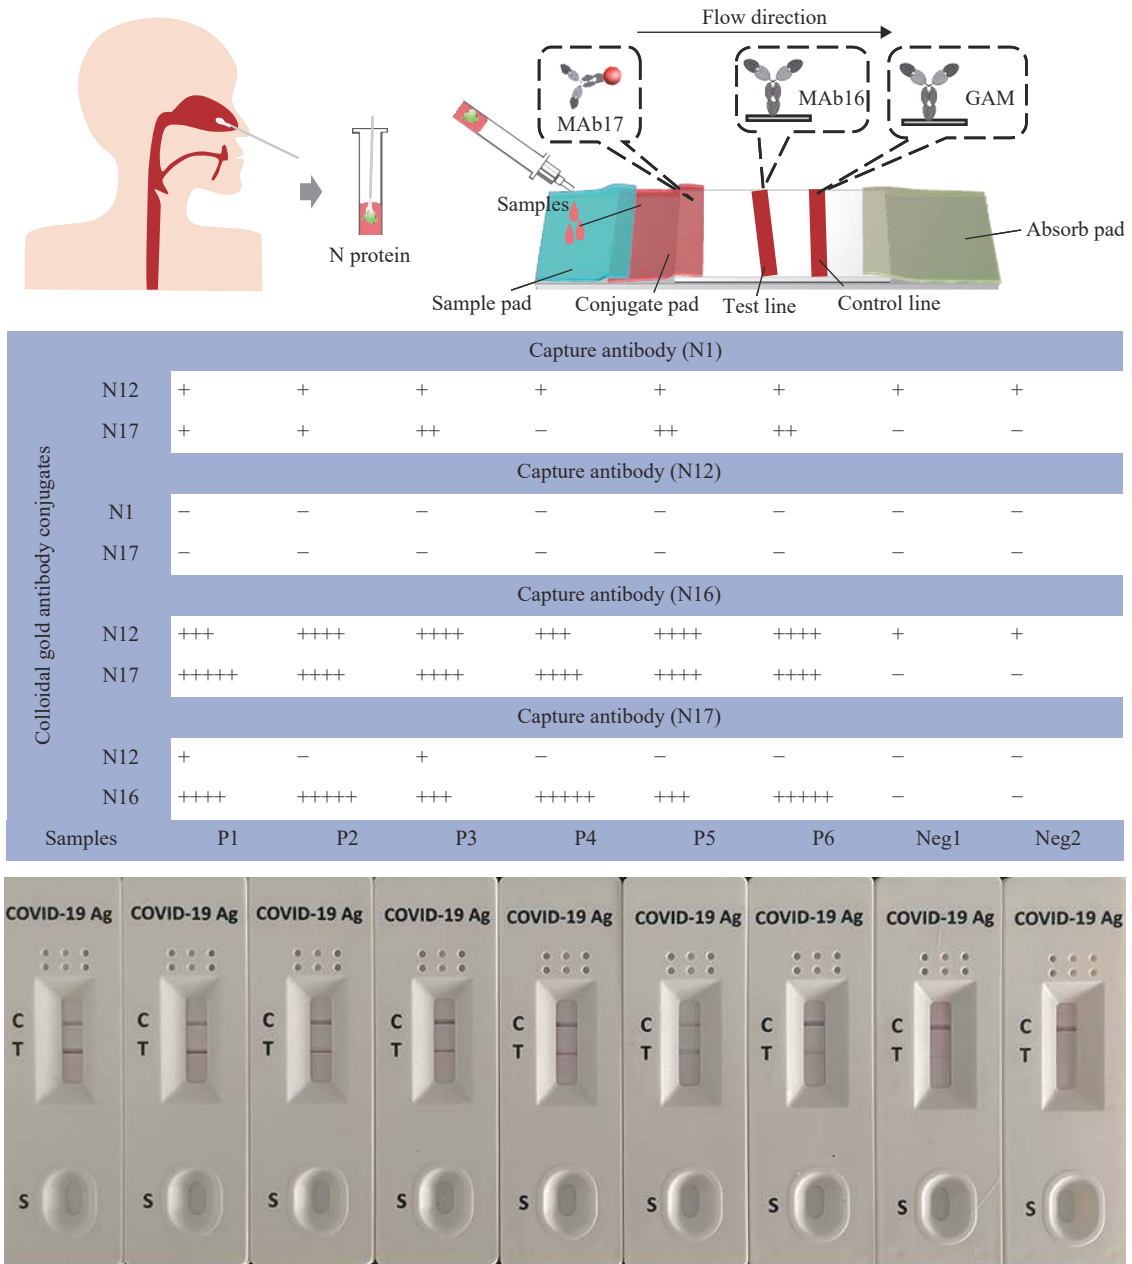 Flow direction
MAb17
MAb16
GAM
Samples
N protein
Sample pad
Conjugate pad
Test line
Control line
Absorb pad
Colloidal gold antibody conjugates
Capture antibody (N1)
N12 + + + + + + + +
N17 + + ++ − ++ ++ − −
Capture antibody (N12)
N1 − − − − − − − −
N17 − − − − − − − −
Capture antibody (N16)
N12 +++ ++++ ++++ +++ ++++ ++++ + +
N17 +++++ ++++ ++++ ++++ ++++ ++++ − −
Capture antibody (N17)
N12 + − + − − − − −
N16 ++++ +++++ +++ +++++ +++ +++++ − −
Samples P1 P2 P3 P4 P5 P6 Neg1 Neg2
COVID-19 Ag COVID-19 Ag COVID-19 Ag COVID-19 Ag COVID-19 Ag COVID-19 Ag COVID-19 Ag COVID-19 Ag COVID-19 Ag
C C C C C C C C C
T T T T T T T T T
S S S S S S S S S